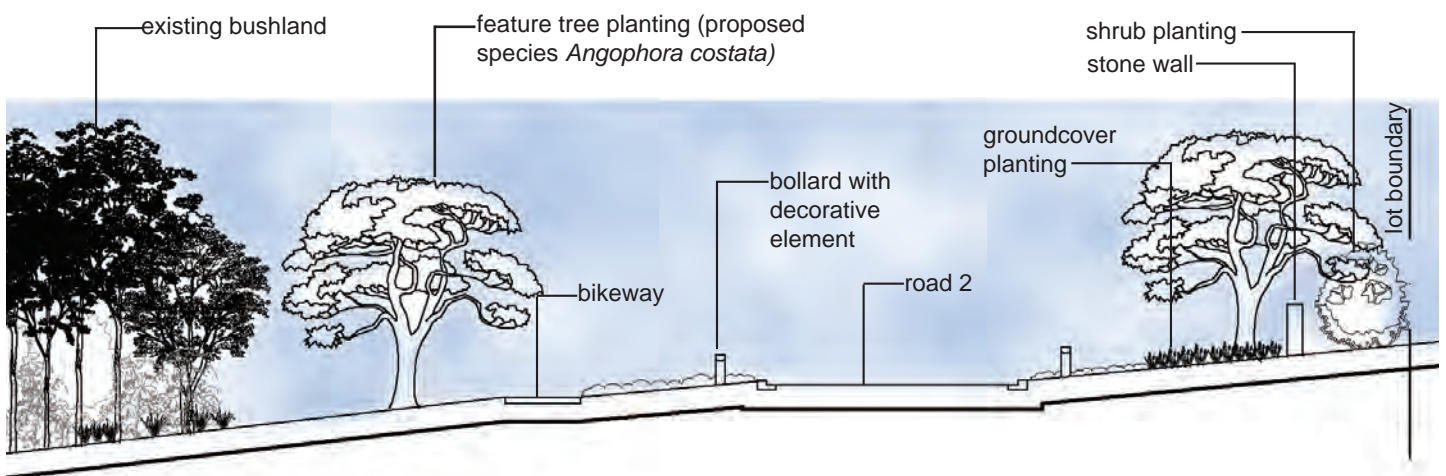 existing bushland
feature tree planting (proposed
species Angophora costata)
shrub planting
stone wall
groundcover
planting
lot boundary
bollard with
decorative
element
bikeway
road 2